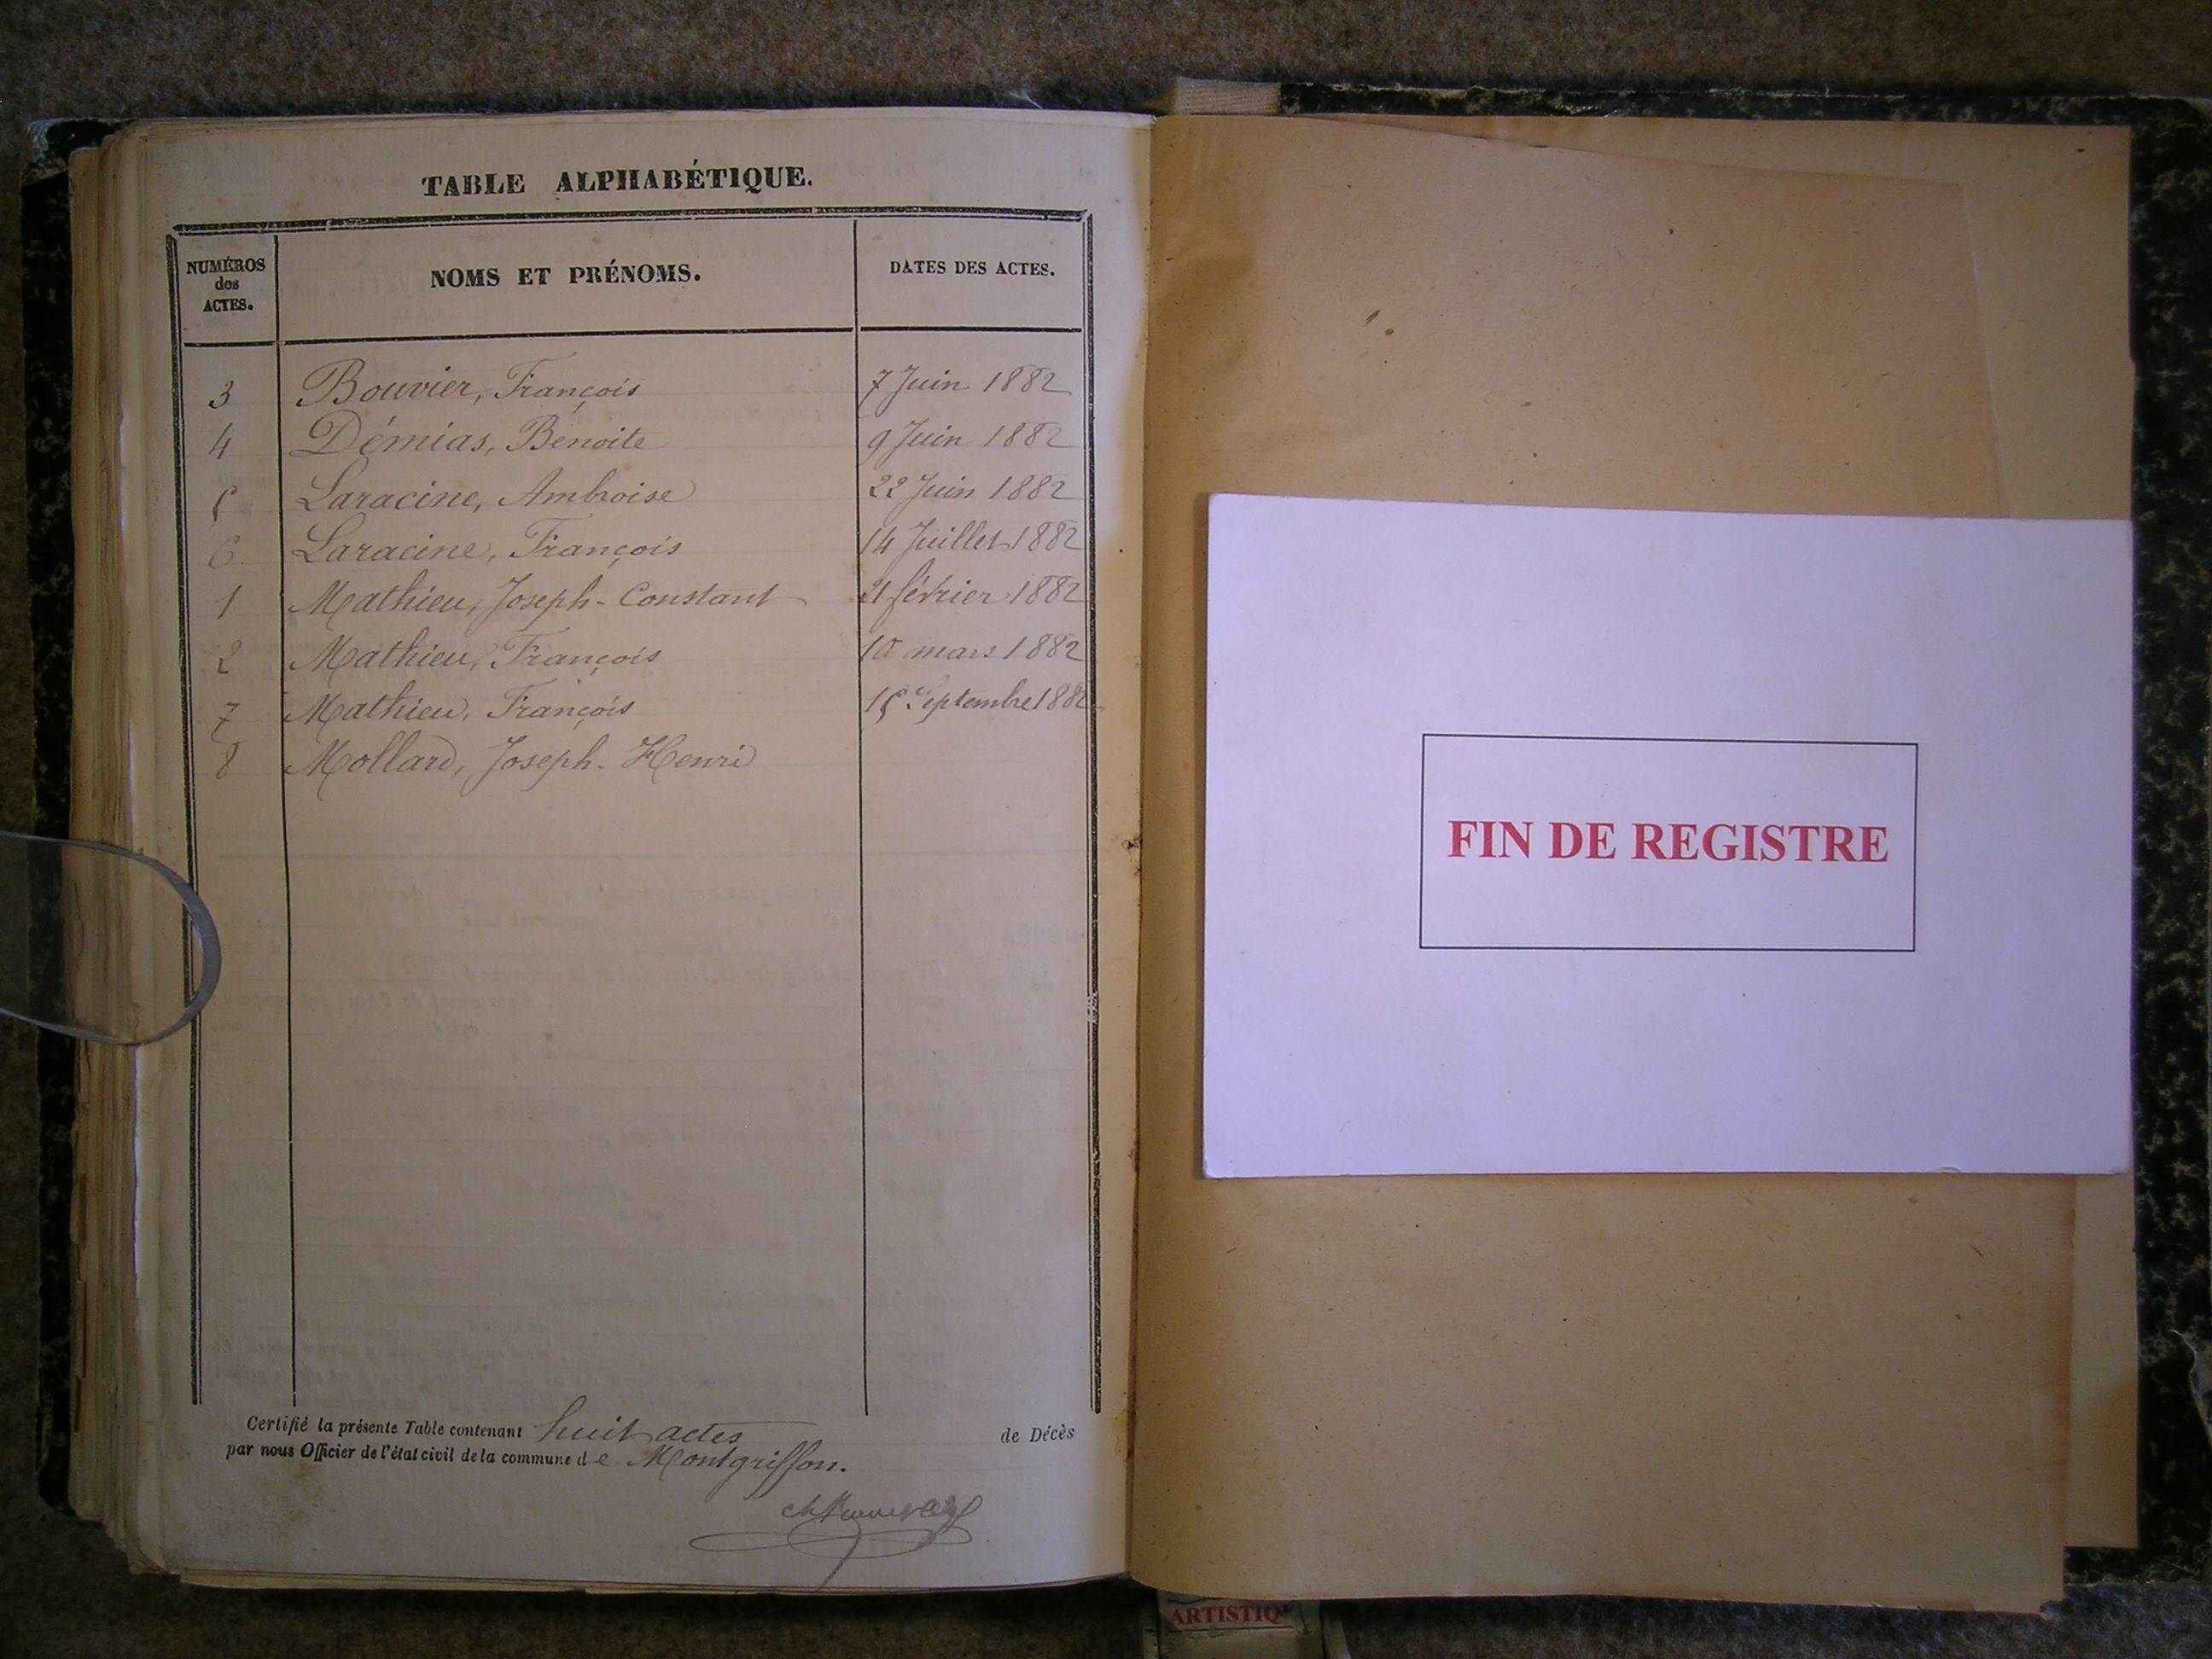 TABLE ALPHABÉTIQUE.
NUMÉROS des ACTES. NOMS ET PRÉNOMS. DATES DES ACTES.
3 Bouvier, François 7 Juin 1882
4 Démias, Benoite 9 Juin 1882
5 Laracine, Ambroise 22 Juin 1882
6. Laracine, François 14 Juillet 1882
1 Mathieu, Joseph-Constant 21 février 1882
2 Mathieu, François 10 mars 1882
7 Mathieu, François 15 Septembre 1882
8 Mollard, Joseph-Henri
Certifié la présente Table contenant huit actes de Décès
par nous Officier de l'état civil de la commune de Montgriffon.
FIN DE REGISTRE
ARTISTIQ